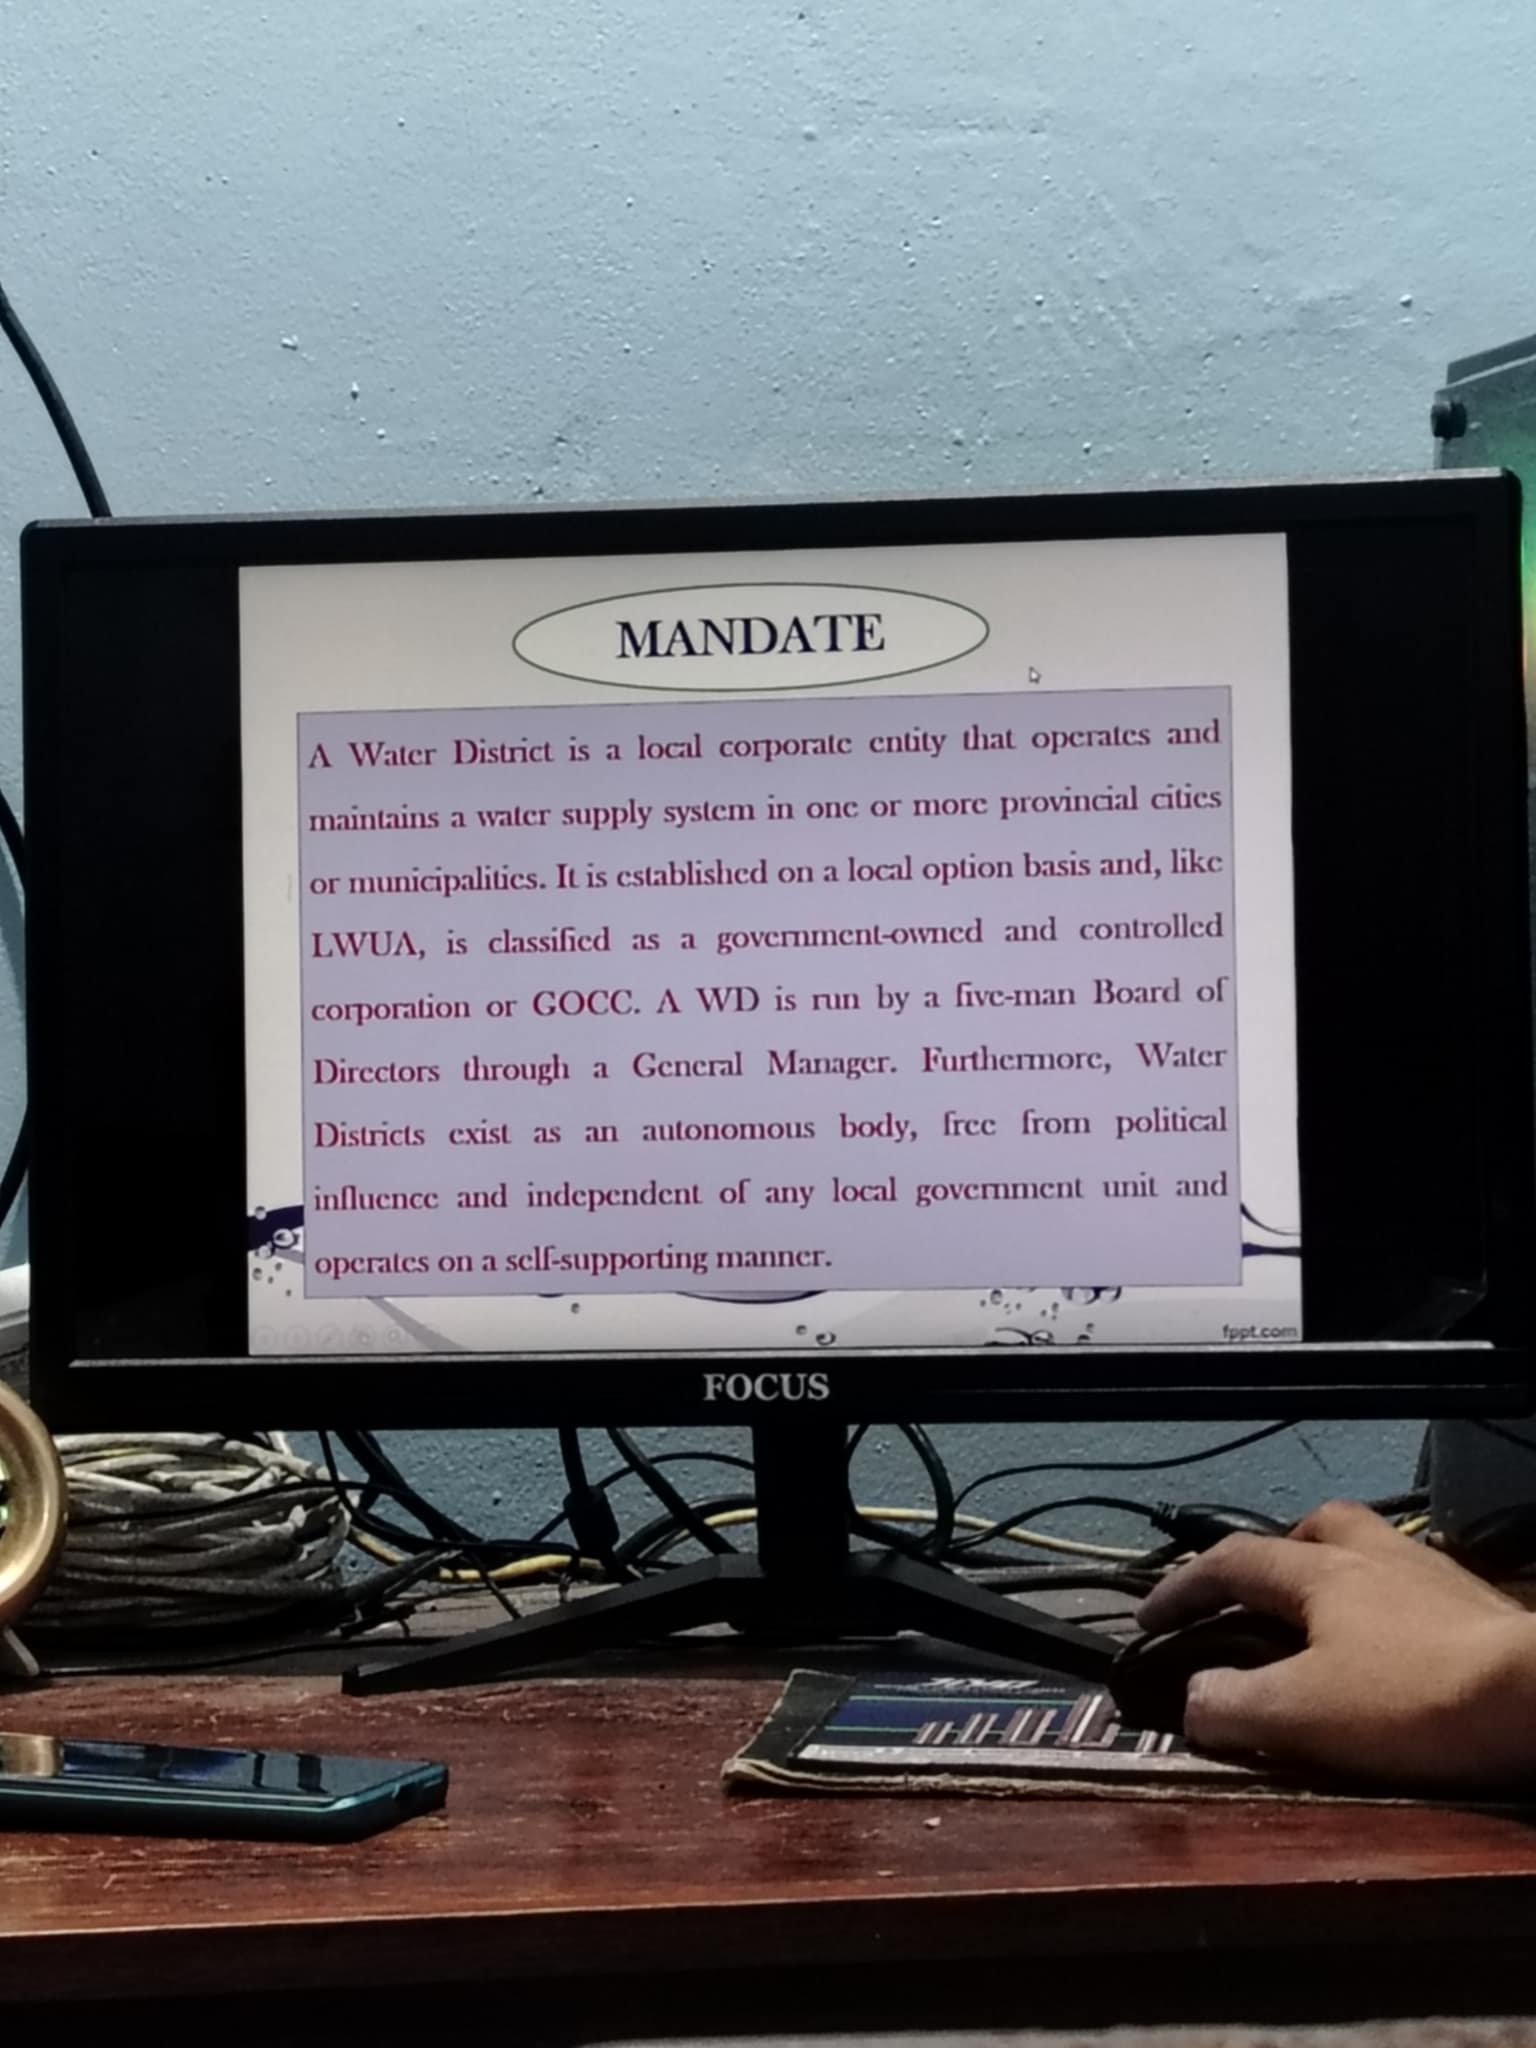 MANDATE
A Water District is a local corporate entity that operates and
maintains a water supply system in one or more provincial cities
or municipalities. It is established on a local option basis and, like
LWUA, is classified as a government-owned and controlled
corporation or GOCC. A WD is run by a five-man Board of
Directors through a General Manager. Furthermore, Water
Districts exist as an autonomous body, free from political
influence and independent of any local government unit and
operates on a self-supporting manner.
fppt.com
FOCUS